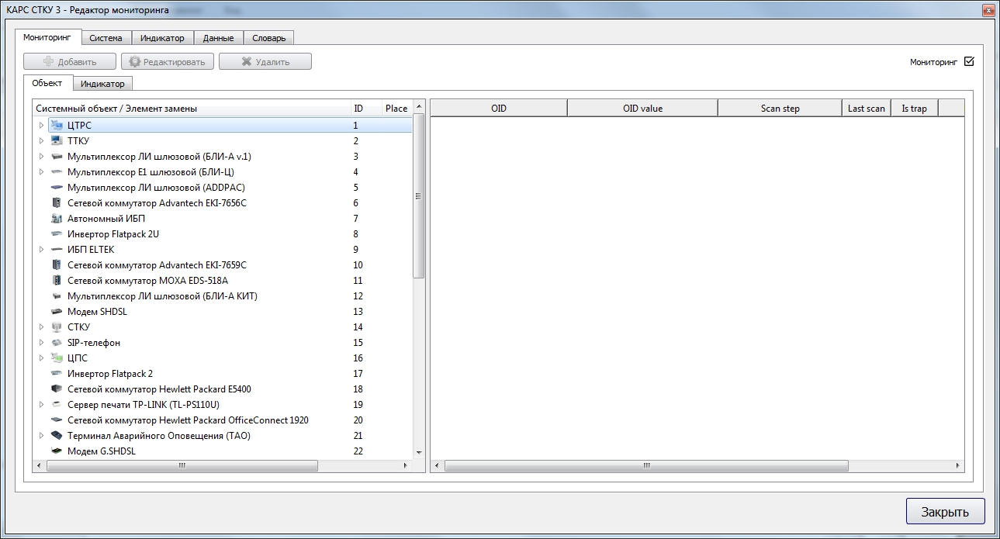 КАРС СТКУ 3 - Редактор мониторинга
Мониторинг Система Индикатор Данные Словарь
Добавить Редактировать Удалить Мониторинг
Объект Индикатор
Системный объект / Элемент замены ID Place OID OID value Scan step Last scan Is trap
ЦТРС 1
ТТКУ 2
Мультиплексор ЛИ шлюзовой (БЛИ-А v.1) 3
Мультиплексор Е1 шлюзовой (БЛИ-Ц) 4
Мультиплексор ЛИ шлюзовой (ADDPAC) 5
Сетевой коммутатор Advantech EKI-7656C 6
Автономный ИБП 7
Инвертор Flatpack 2U 8
ИБП ELTEK 9
Сетевой коммутатор Advantech EKI-7659C 10
Сетевой коммутатор MOXA EDS-518A 11
Мультиплексор ЛИ шлюзовой (БЛИ-А КИТ) 12
Модем SHDSL 13
СТКУ 14
SIP-телефон 15
ЦПС 16
Инвертор Flatpack 2 17
Сетевой коммутатор Hewlett Packard E5400 18
Сервер печати TP-LINK (TL-PS110U) 19
Сетевой коммутатор Hewlett Packard OfficeConnect 1920 20
Терминал Аварийного Оповещения (ТАО) 21
Модем G.SHDSL 22
Закрыть